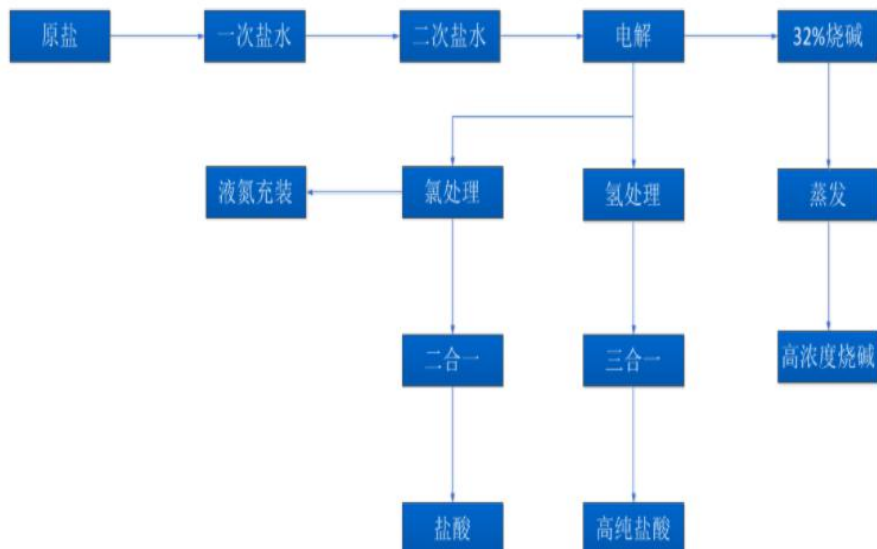 原盐
一次盐水
二次盐水
电解
32%烧碱
液氮充装
氯处理
氢处理
蒸发
二合一
三合一
高浓度烧碱
盐酸
高纯盐酸